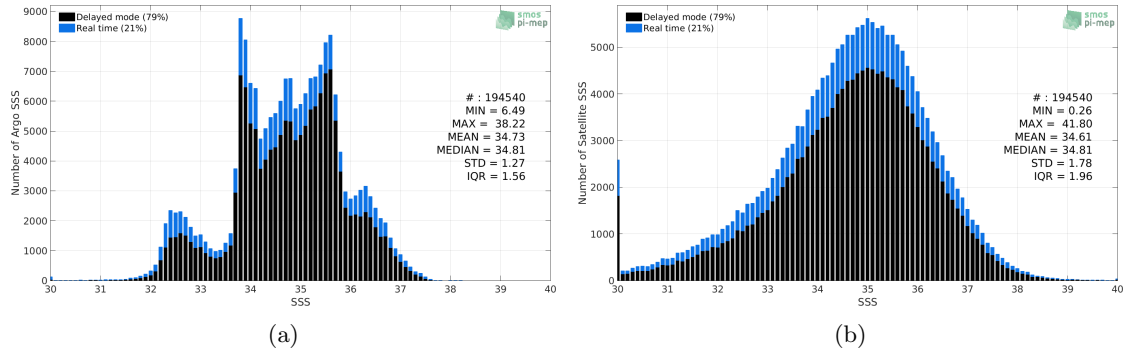 Delayed mode (79%)
Real time (21%)
smos
pi-mep
9000
8000
7000
6000
5000
4000
3000
2000
1000
0
Number of Argo SSS
# : 194540
MIN = 6.49
MAX = 38.22
MEAN = 34.73
MEDIAN = 34.81
STD = 1.27
IQR = 1.56
30 31 32 33 34 35 36 37 38 39 40
SSS
(a)
Delayed mode (79%)
Real time (21%)
smos
pi-mep
5000
4000
3000
2000
1000
0
Number of Satellite SSS
# : 194540
MIN = 0.26
MAX = 41.80
MEAN = 34.61
MEDIAN = 34.81
STD = 1.78
IQR = 1.96
30 31 32 33 34 35 36 37 38 39 40
SSS
(b)